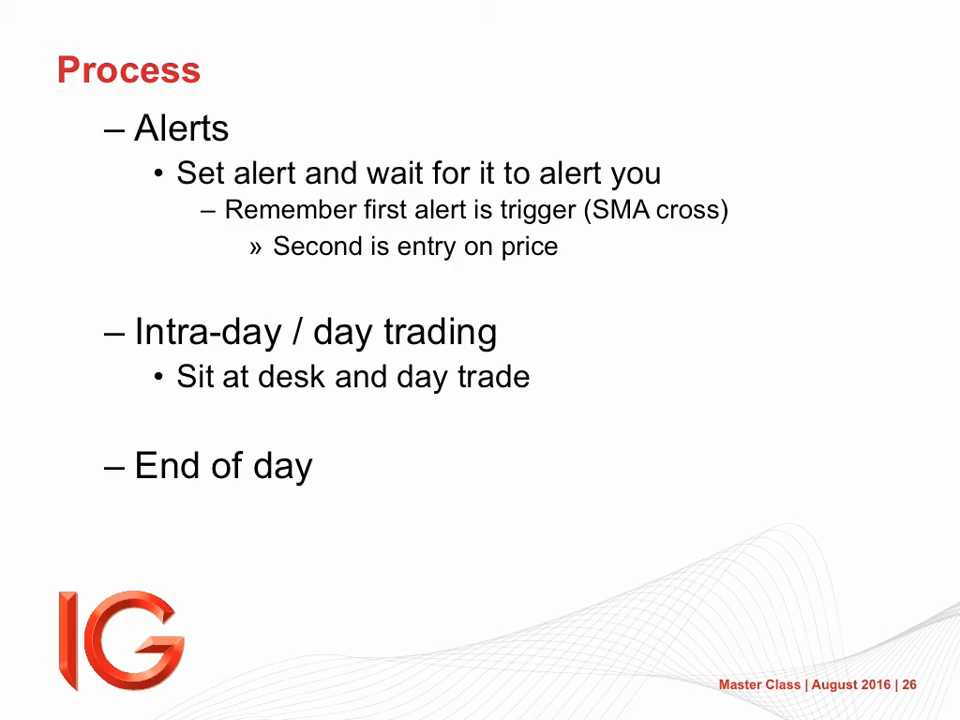 Process
– Alerts
• Set alert and wait for it to alert you
– Remember first alert is trigger (SMA cross)
» Second is entry on price
– Intra-day / day trading
• Sit at desk and day trade
– End of day
IG
Master Class | August 2016 | 26